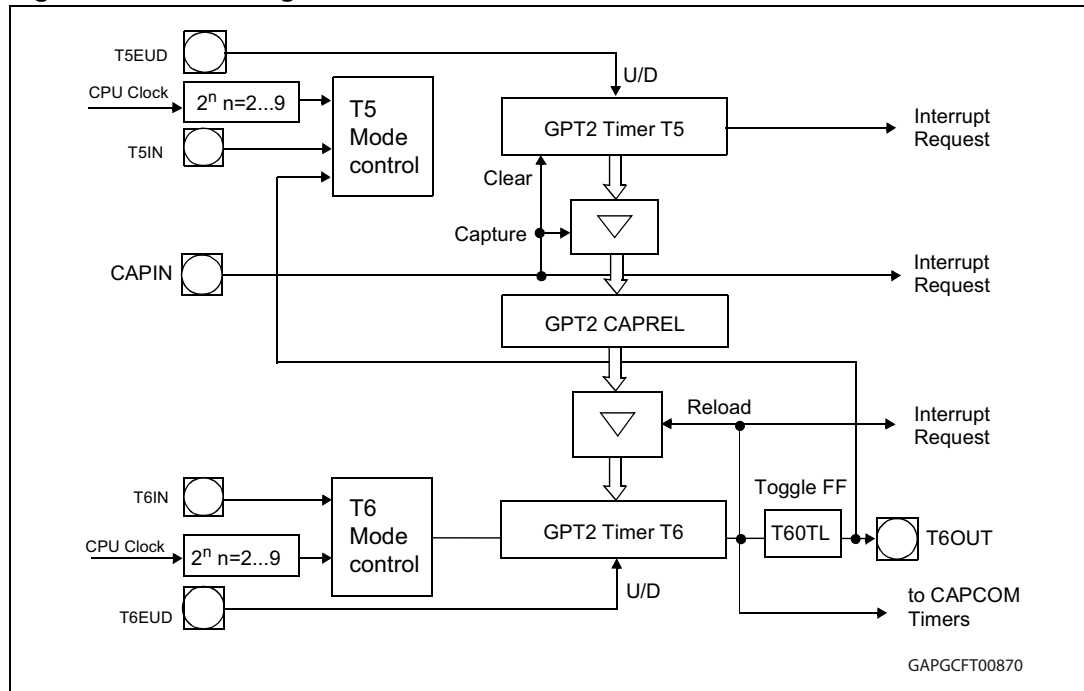 T5EUD
U/D
CPU Clock
2ⁿ n=2...9
T5
Mode
control
GPT2 Timer T5
Interrupt
Request
T5IN
Clear
Capture
CAPIN
Interrupt
Request
GPT2 CAPREL
Reload
Interrupt
Request
T6IN
T6
Mode
control
Toggle FF
GPT2 Timer T6
T60TL
T6OUT
CPU Clock
2ⁿ n=2...9
U/D
T6EUD
to CAPCOM
Timers
GAPGCFT00870